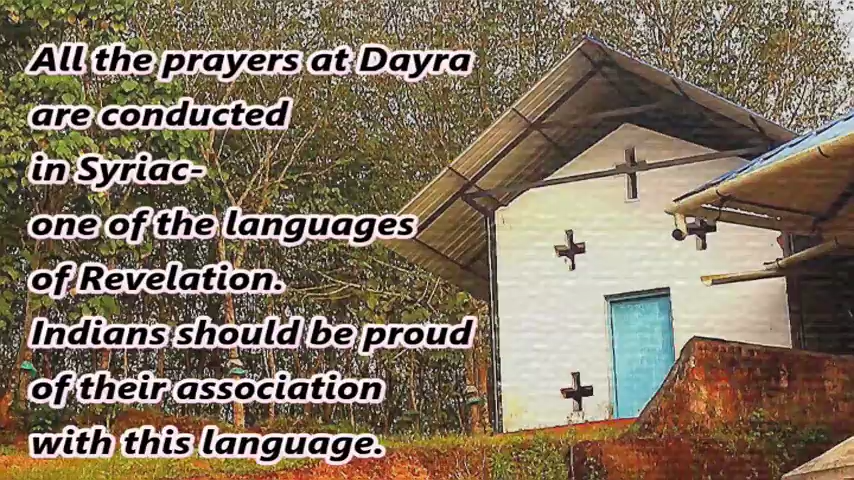 All the prayers at Dayra
are conducted
in Syriac-
one of the languages
of Revelation.
Indians should be proud
of their association
with this language.